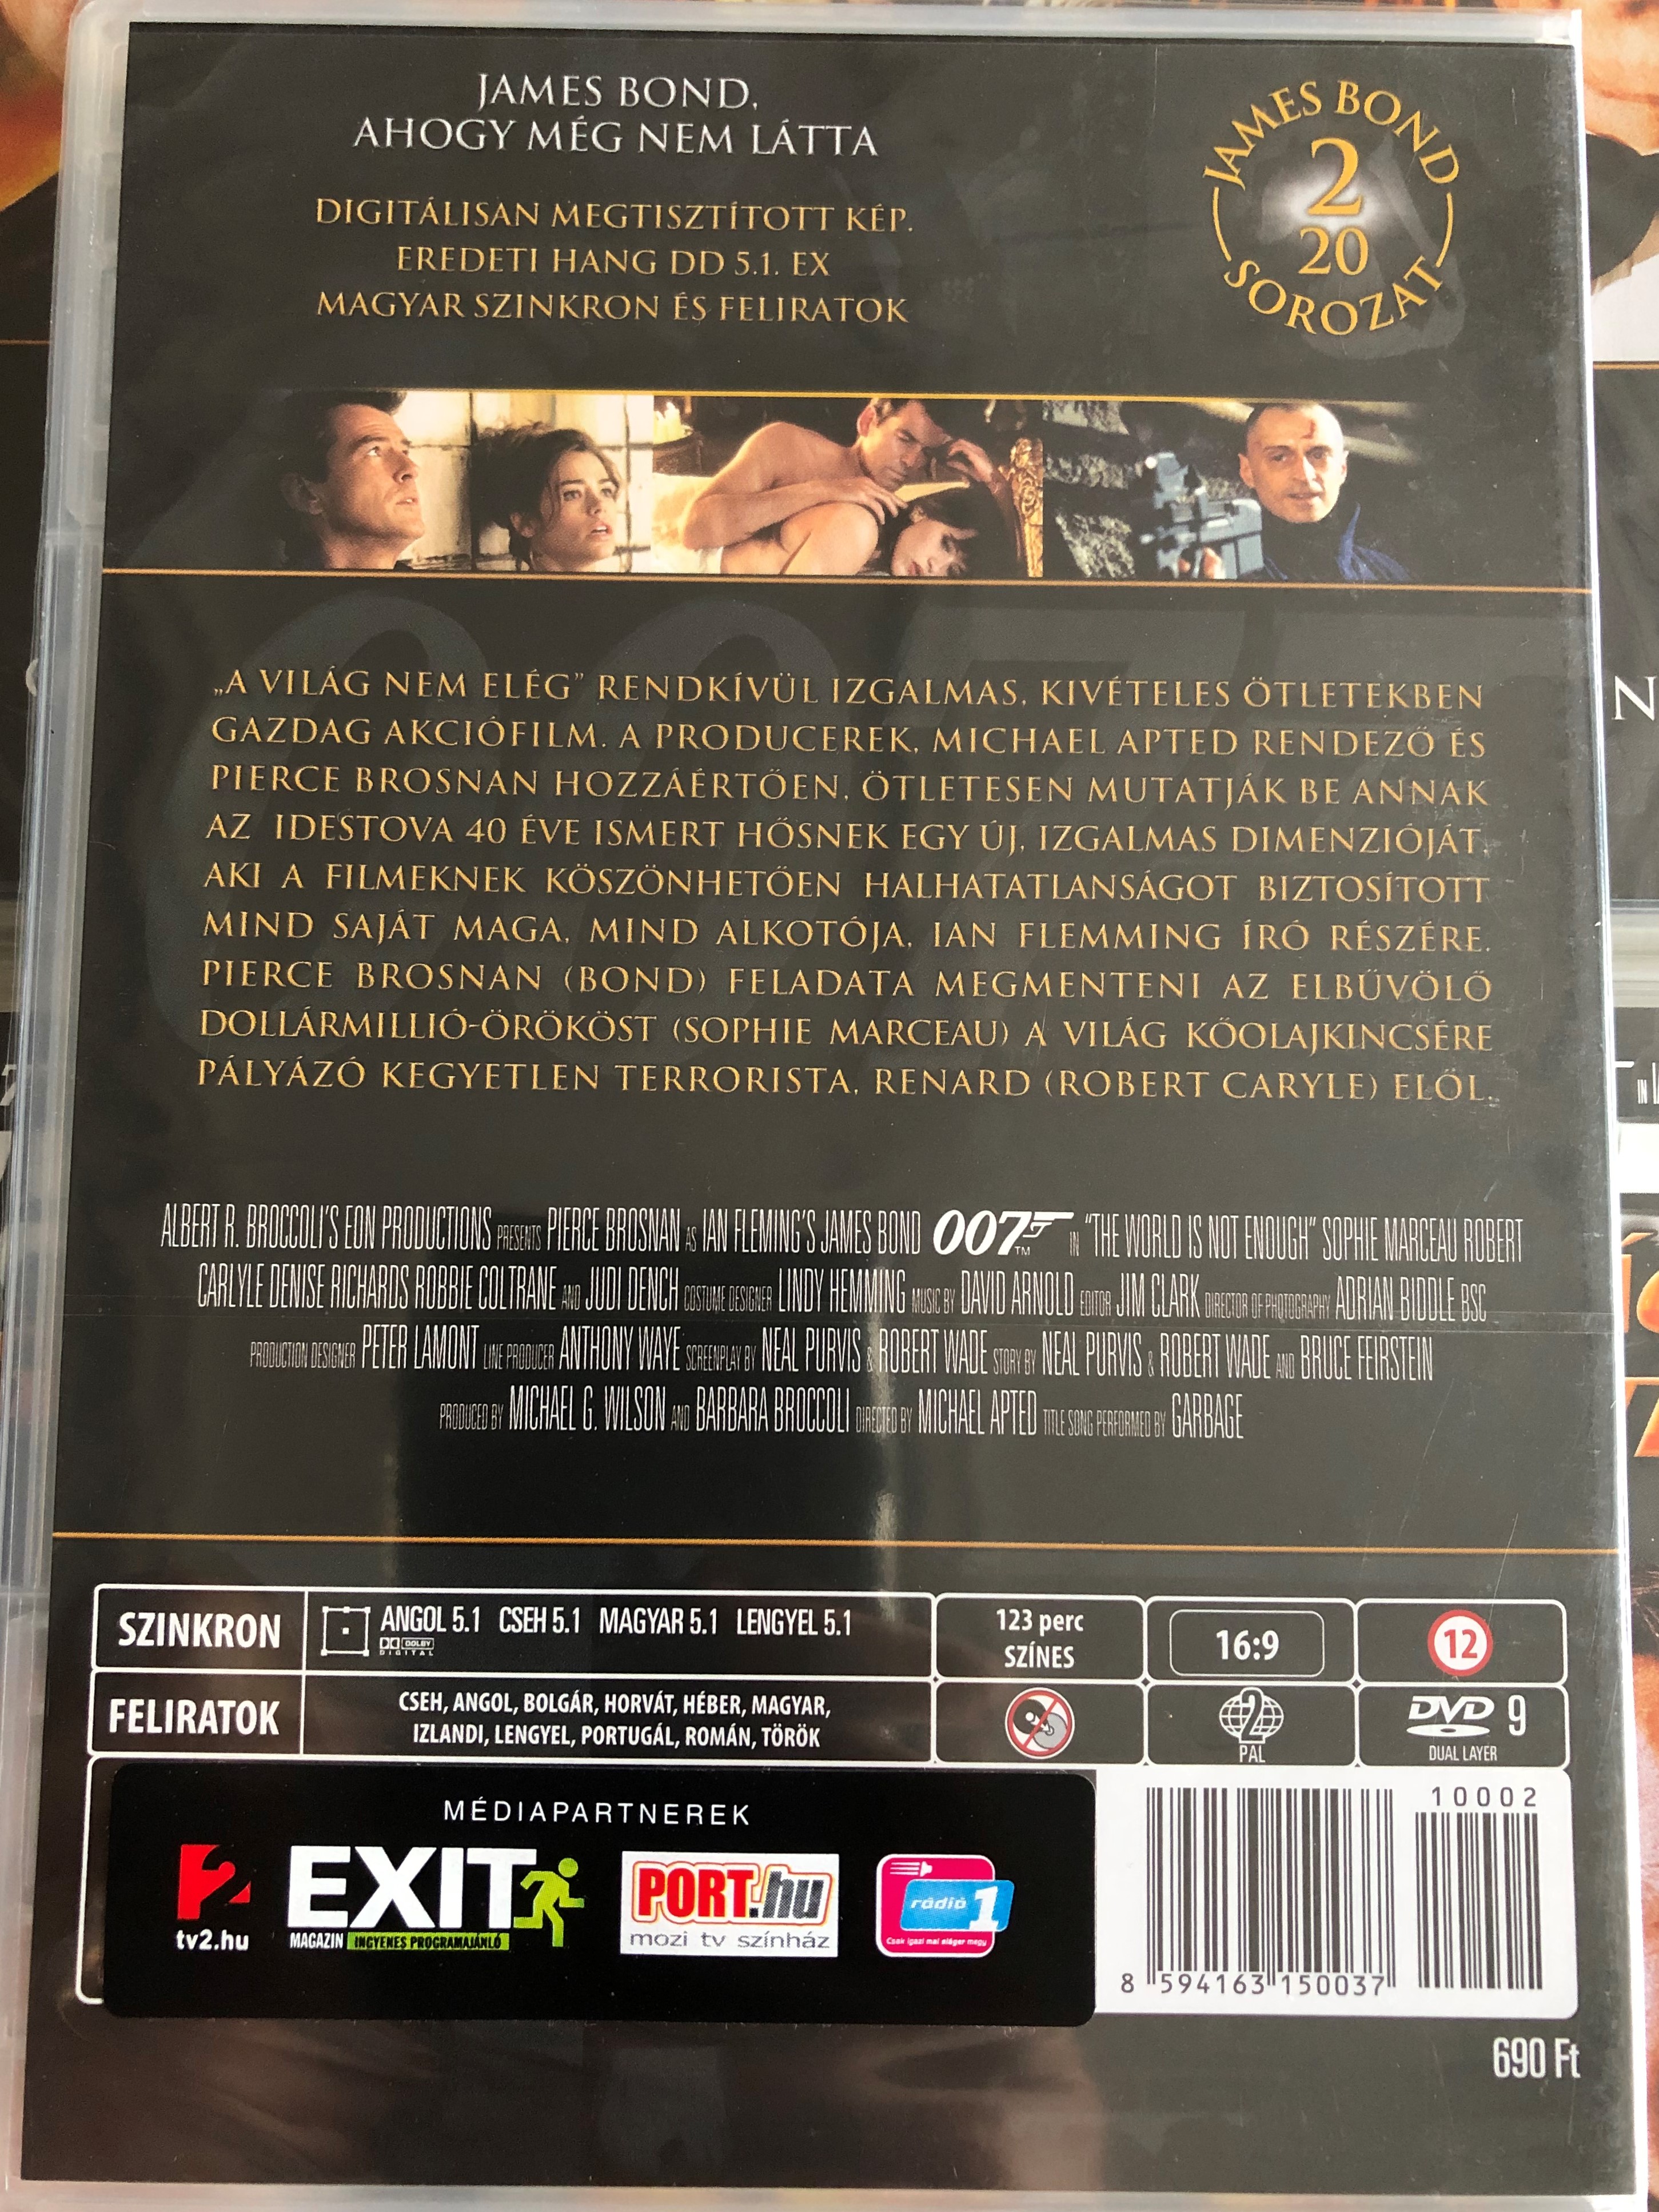 JAMES BOND,
AHOGY MÉG NEM LÁTTA
JAMES BOND
2
20
SOROZAT
DIGITÁLISAN MEGTISZTÍTOTT KÉP.
EREDETI HANG DD 5.1. EX
MAGYAR SZINKRON ÉS FELIRATOK
„A VILÁG NEM ELÉG” RENDKÍVÜL IZGALMAS, KIVÉTELES ÖTLETEKBEN
GAZDAG AKCIÓFILM. A PRODUCEREK, MICHAEL APTED RENDEZŐ ÉS
PIERCE BROSNAN HOZZÁÉRTŐEN, ÖTLETESEN MUTATJÁK BE ANNAK
AZ IDESTOVA 40 ÉVE ISMERT HŐSNEK EGY ÚJ, IZGALMAS DIMENZIÓJÁT,
AKI A FILMEKNEK KÖSZÖNHETŐEN HALHATATLANSÁGOT BIZTOSÍTOTT
MIND SAJÁT MAGA, MIND ALKOTÓJA, IAN FLEMMING ÍRÓ RÉSZÉRE.
PIERCE BROSNAN (BOND) FELADATA MEGMENTENI AZ ELBŰVÖLŐ
DOLLÁRMILLIÓ-ÖRÖKÖST (SOPHIE MARCEAU) A VILÁG KŐOLAJKINCSÉRE
PÁLYÁZÓ KEGYETLEN TERRORISTA, RENARD (ROBERT CARYLE) ELŐL.
ALBERT R. BROCCOLI'S EON PRODUCTIONS PRESENTS PIERCE BROSNAN AS IAN FLEMING'S JAMES BOND 007 TM IN "THE WORLD IS NOT ENOUGH" SOPHIE MARCEAU ROBERT
CARLYLE DENISE RICHARDS ROBBIE COLTRANE AND JUDI DENCH COSTUME DESIGNER LINDY HEMMING MUSIC BY DAVID ARNOLD EDITOR JIM CLARK DIRECTOR OF PHOTOGRAPHY ADRIAN BIDDLE BSC
PRODUCTION DESIGNER PETER LAMONT LINE PRODUCER ANTHONY WAYE SCREENPLAY BY NEAL PURVIS & ROBERT WADE STORY BY NEAL PURVIS & ROBERT WADE AND BRUCE FEIRSTEIN
PRODUCED BY MICHAEL G. WILSON AND BARBARA BROCCOLI DIRECTED BY MICHAEL APTED TITLE SONG PERFORMED BY GARBAGE
SZINKRON
ANGOL 5.1 CSEH 5.1 MAGYAR 5.1 LENGYEL 5.1
DOLBY
DIGITAL
123 perc
SZÍNES
16:9
12
FELIRATOK
CSEH, ANGOL, BOLGÁR, HORVÁT, HÉBER, MAGYAR,
IZLANDI, LENGYEL, PORTUGÁL, ROMÁN, TÖRÖK
2
PAL
DVD 9
DUAL LAYER
MÉDIAPARTNEREK
2
tv2.hu
EXIT
MAGAZIN INGYENES PROGRAMAJÁNLÓ
PORT.hu
mozi tv színház
rádió 1
Csak igazi mai sláger megy
10002
8 594163 150037
690 Ft